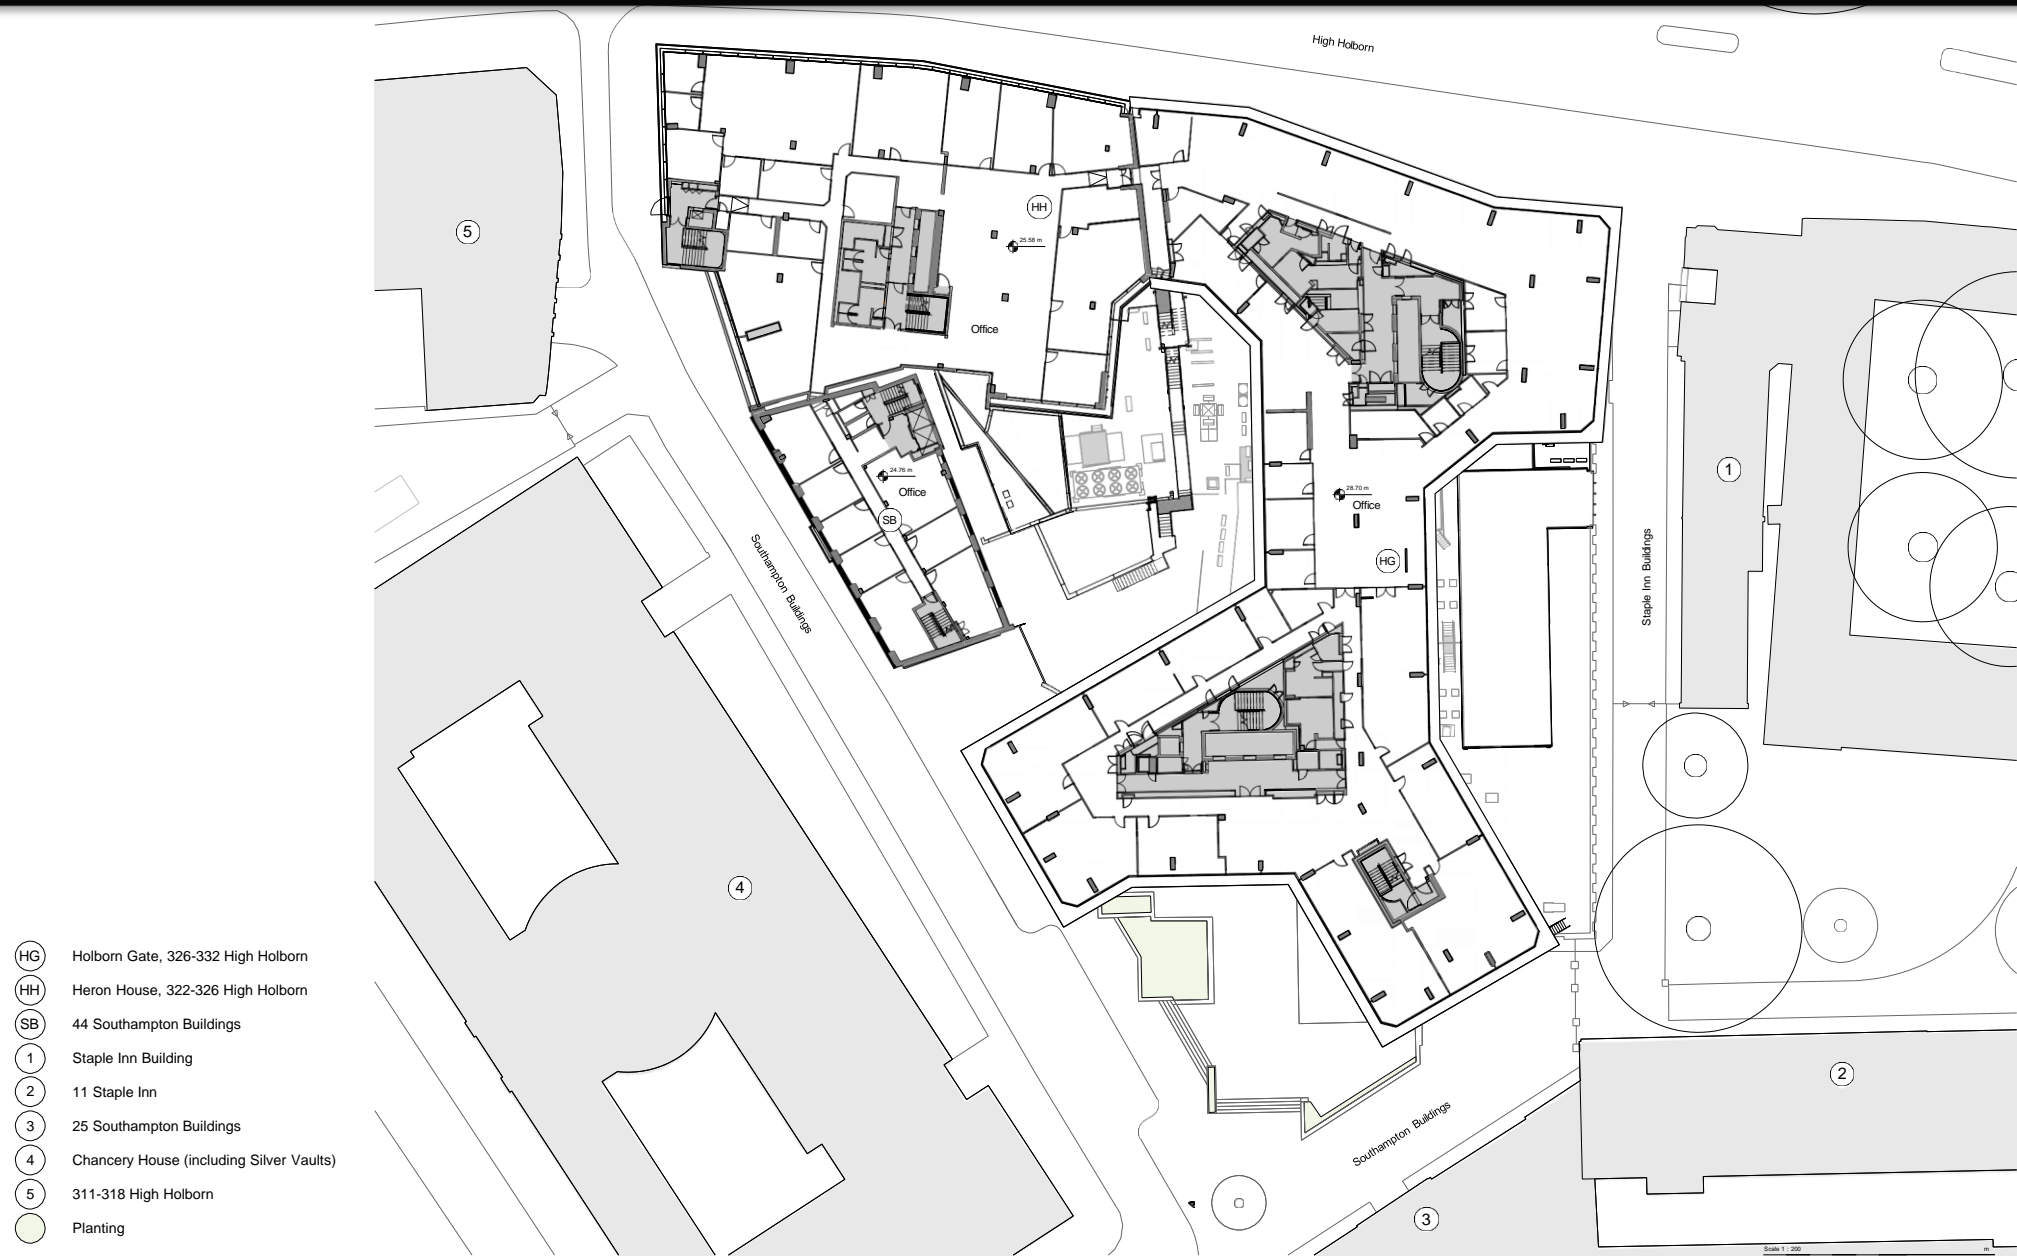 High Holborn
5
HH
25.58 m
Office
1
24.76 m
Office
SB
28.70 m
Office
HG
Southampton Buildings
Staple Inn Buildings
4
2
Southampton Buildings
3
Scale 1 : 200
m
HG Holborn Gate, 326-332 High Holborn
HH Heron House, 322-326 High Holborn
SB 44 Southampton Buildings
1 Staple Inn Building
2 11 Staple Inn
3 25 Southampton Buildings
4 Chancery House (including Silver Vaults)
5 311-318 High Holborn
Planting